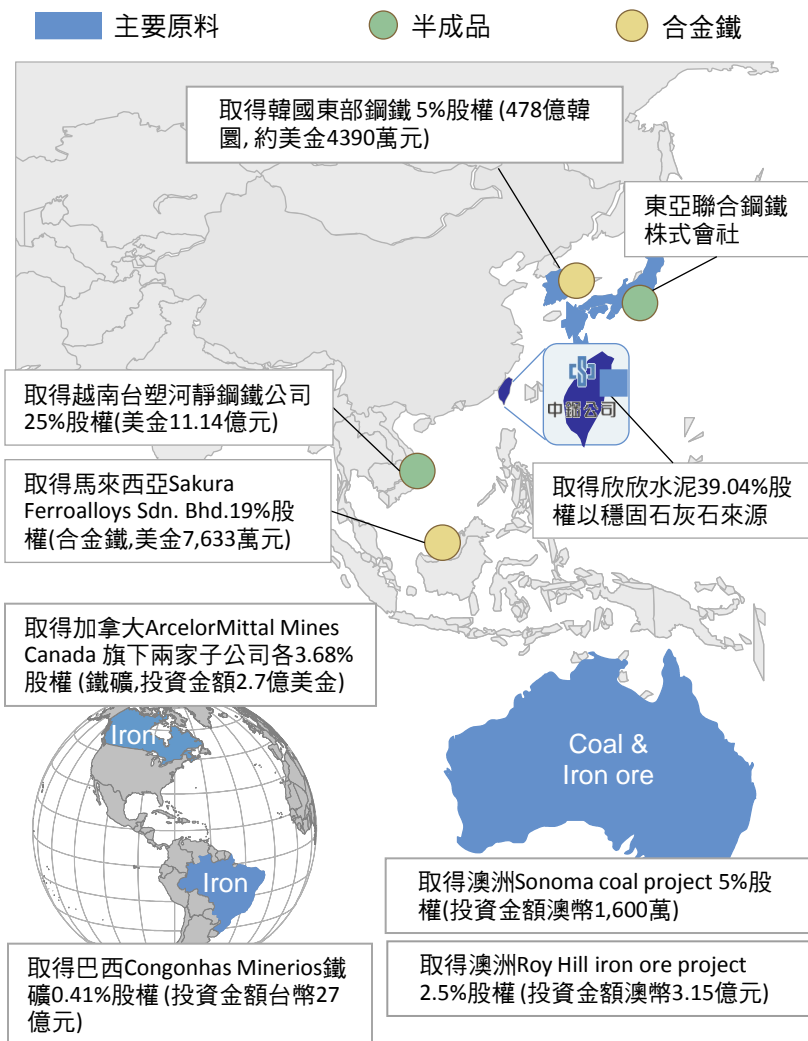 主要原料
半成品
合金鐵
取得韓國東部鋼鐵 5%股權 (478億韓
圜, 約美金4390萬元)
東亞聯合鋼鐵
株式會社
取得越南台塑河靜鋼鐵公司
25%股權(美金11.14億元)
中鋼公司
取得馬來西亞Sakura
Ferroalloys Sdn. Bhd.19%股
權(合金鐵,美金7,633萬元)
取得欣欣水泥39.04%股
權以穩固石灰石來源
取得加拿大ArcelorMittal Mines
Canada 旗下兩家子公司各3.68%
股權 (鐵礦,投資金額2.7億美金)
Iron
Coal &
Iron ore
Iron
取得澳洲Sonoma coal project 5%股
權(投資金額澳幣1,600萬)
取得巴西Congonhas Minerios鐵
礦0.41%股權 (投資金額台幣27
億元)
取得澳洲Roy Hill iron ore project
2.5%股權 (投資金額澳幣3.15億元)